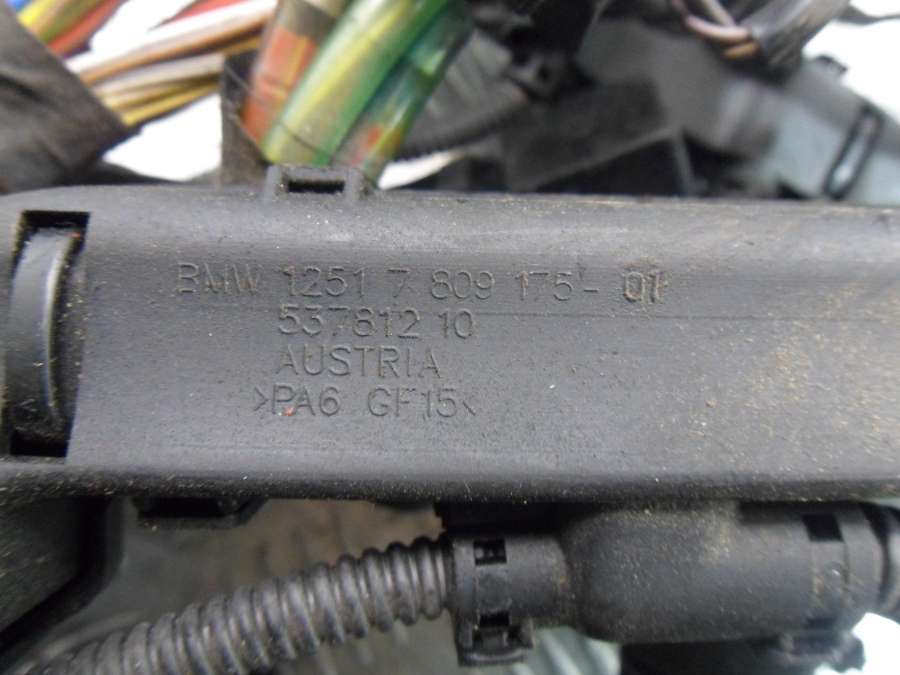 BMW 1251 7 809 175 - 01
537812 10
AUSTRIA
>PA6 GF15<